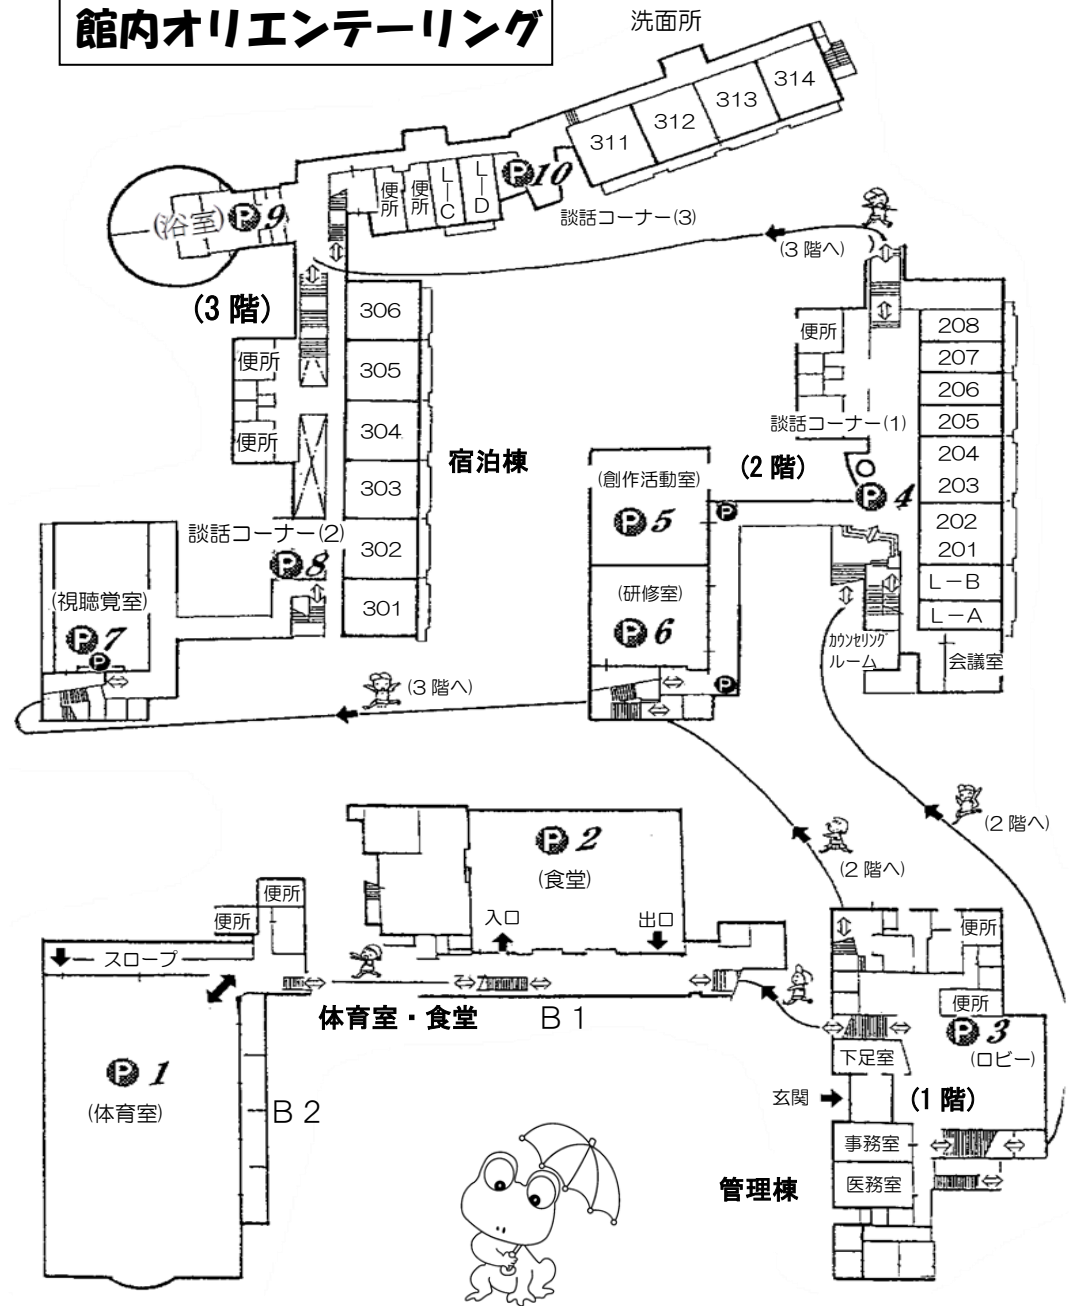 館内オリエンテーリング
洗面所
314
313
312
311
P10
L－D
L－C
便所
便所
談話コーナー(3)
(浴室) P9
(3階へ)
(3階)
306
305
304
303
302
301
便所
便所
宿泊棟
談話コーナー(2)
P8
(視聴覚室)
P7
P
(3階へ)
便所
208
207
206
205
204
203
202
201
L－B
L－A
談話コーナー(1)
(2階)
P4
(創作活動室)
P5
P
(研修室)
P6
P
カウンセリング
ルーム
会議室
(2階へ)
(2階へ)
P2
(食堂)
入口
出口
便所
便所
スロープ
体育室・食堂 B1
P1
(体育室)
B2
便所
便所
P3
(ロビー)
下足室
玄関
(1階)
事務室
医務室
管理棟